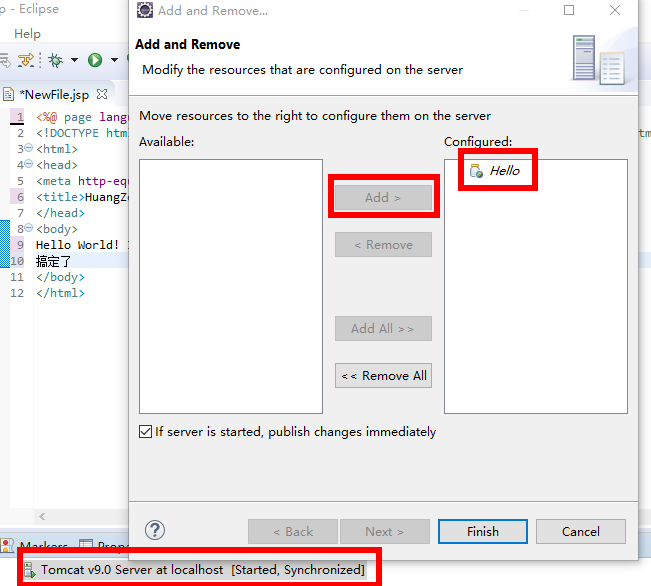 p - Eclipse
Help
*NewFile.jsp
1 <%@ page lang
2 <!DOCTYPE htm
3 <html>
4 <head>
5 <meta http-equ
6 <title>HuangZ
7 </head>
8 <body>
9 Hello World!
10 搞定了
11 </body>
12 </html>
Add and Remove...
Add and Remove
Modify the resources that are configured on the server
Move resources to the right to configure them on the server
Available:
Configured:
Hello
Add >
< Remove
Add All >>
<< Remove All
If server is started, publish changes immediately
< Back
Next >
Finish
Cancel
Markers
Prope
Tomcat v9.0 Server at localhost [Started, Synchronized]